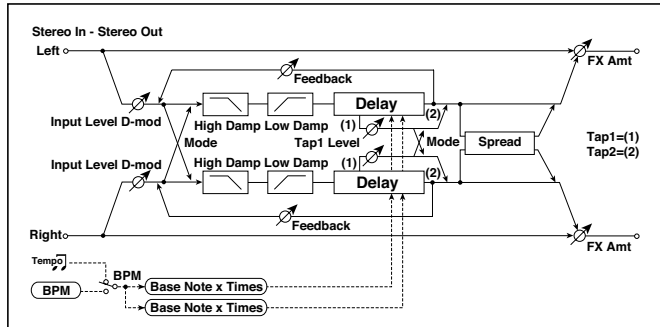 Stereo In - Stereo Out
Left
FX Amt
Feedback
Delay
(1)
(2)
Input Level D-mod
High Damp Low Damp
Mode
Tap1 Level
Mode
Spread
Tap1=(1)
Tap2=(2)
Input Level D-mod
High Damp Low Damp
(1)
Delay
(2)
Feedback
Right
FX Amt
Tempo
BPM
BPM
Base Note x Times
Base Note x Times